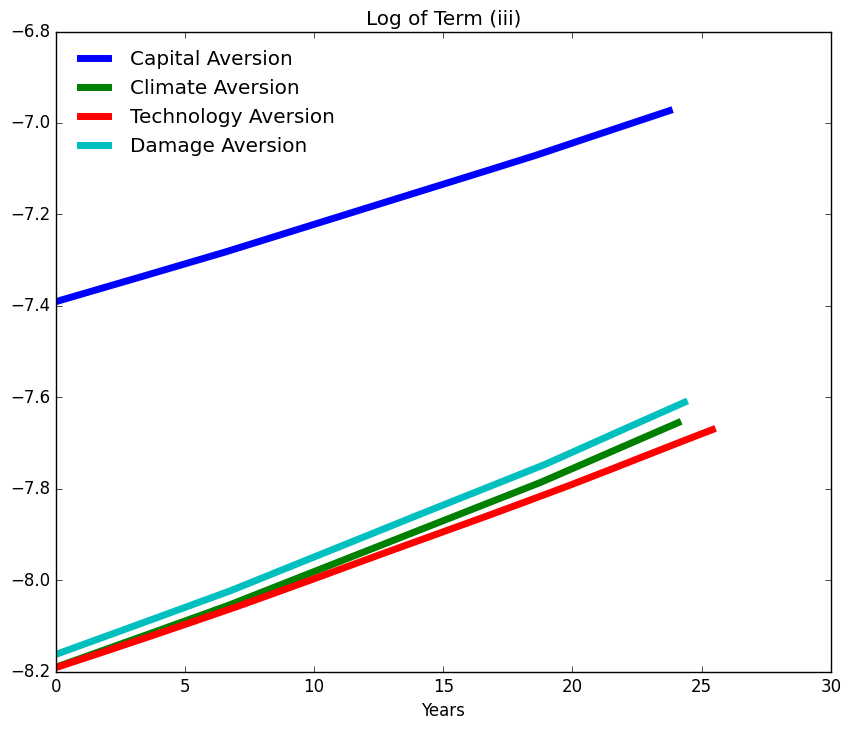 Log of Term (iii)
−6.8
−7.0
−7.2
−7.4
−7.6
−7.8
−8.0
−8.2
Capital Aversion
Climate Aversion
Technology Aversion
Damage Aversion
0 5 10 15 20 25 30
Years